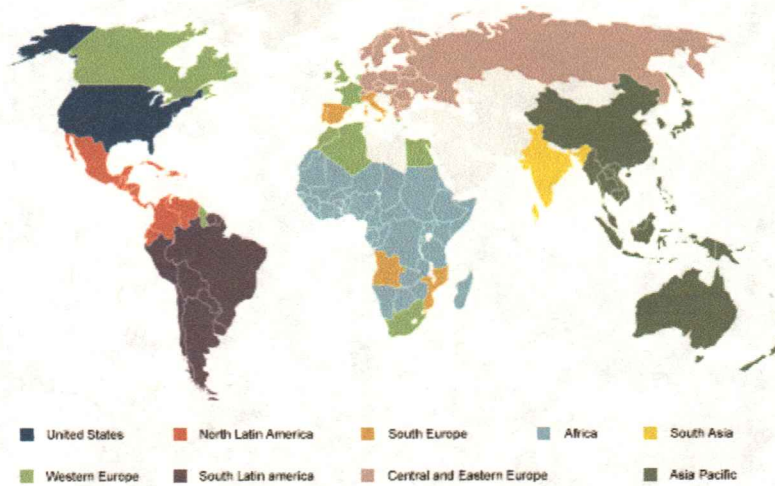 United States North Latin America South Europe Africa South Asia
Western Europe South Latin america Central and Eastern Europe Asia Pacific